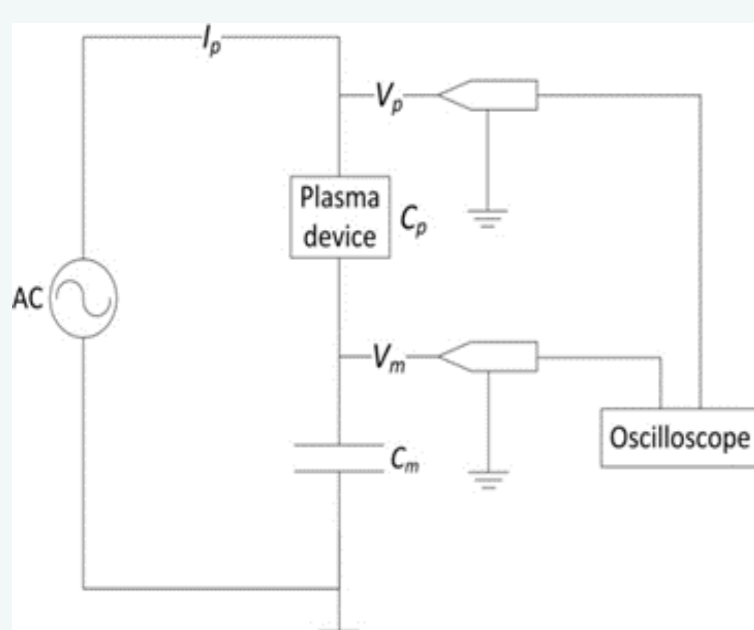 I_p
V_p
Plasma
device
C_p
AC
V_m
C_m
Oscilloscope